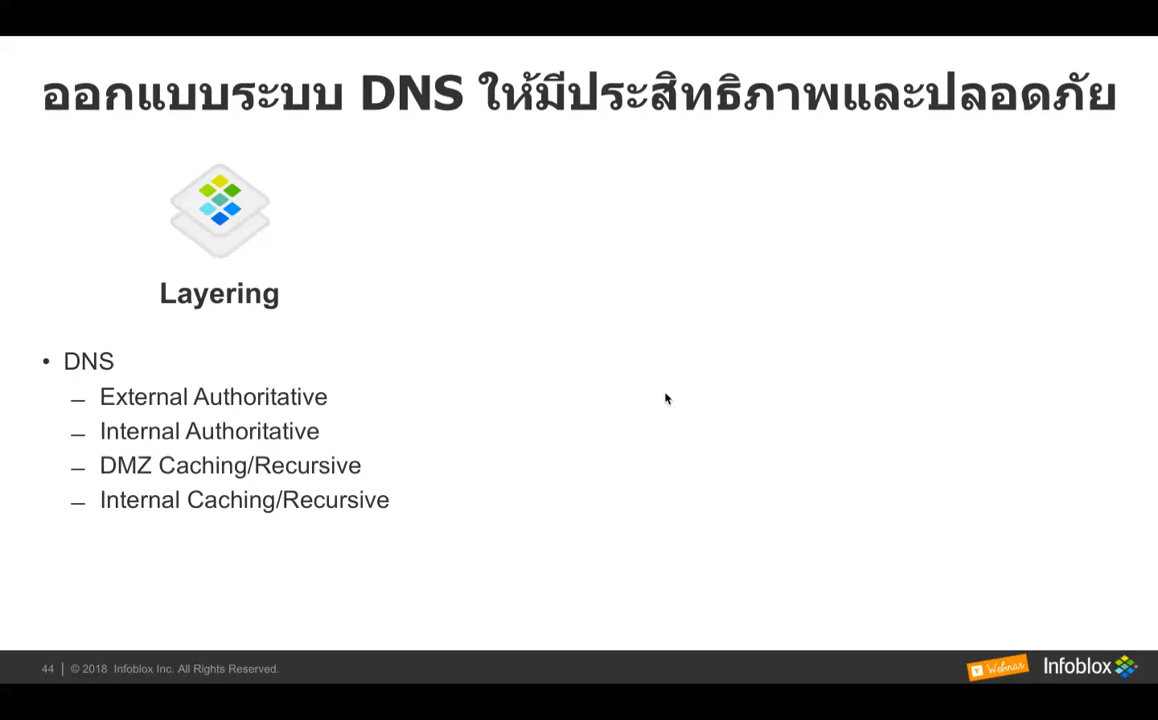 ออกแบบระบบ DNS ให้มีประสิทธิภาพและปลอดภัย
Layering
• DNS
– External Authoritative
– Internal Authoritative
– DMZ Caching/Recursive
– Internal Caching/Recursive
44 | © 2018 Infoblox Inc. All Rights Reserved.
Webinar
Infoblox